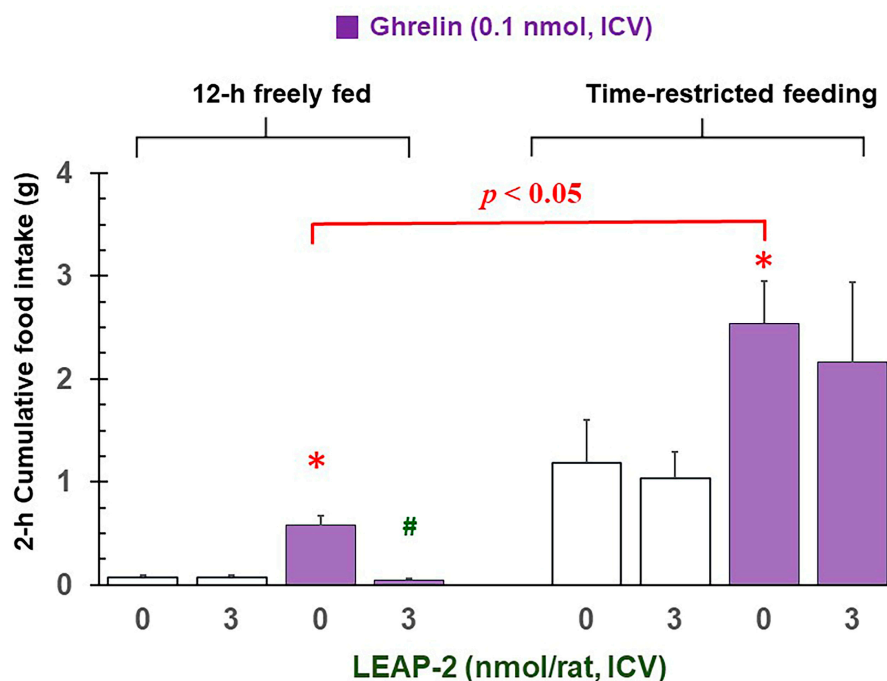 Ghrelin (0.1 nmol, ICV)
12-h freely fed
Time-restricted feeding
2-h Cumulative food intake (g)
4
3
2
1
0
p < 0.05
*
*
#
0 3 0 3 0 3 0 3
LEAP-2 (nmol/rat, ICV)